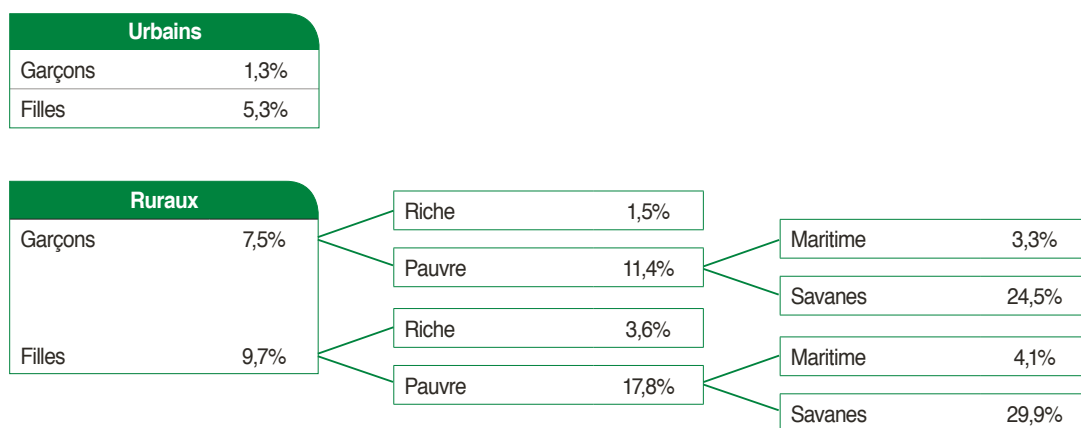 Urbains
Garçons 1,3%
Filles 5,3%
Ruraux
Garçons 7,5%
Riche 1,5%
Pauvre 11,4%
Maritime 3,3%
Savanes 24,5%
Filles 9,7%
Riche 3,6%
Pauvre 17,8%
Maritime 4,1%
Savanes 29,9%